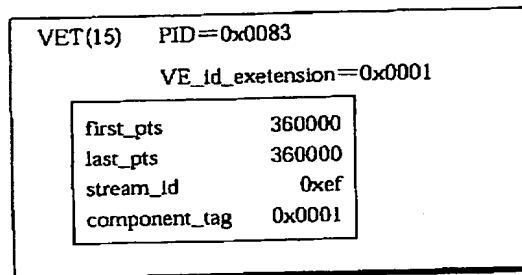 VET(15) PID=0x0083
VE_id_exetension=0x0001
first_pts 360000
last_pts 360000
stream_id 0xef
component_tag 0x0001